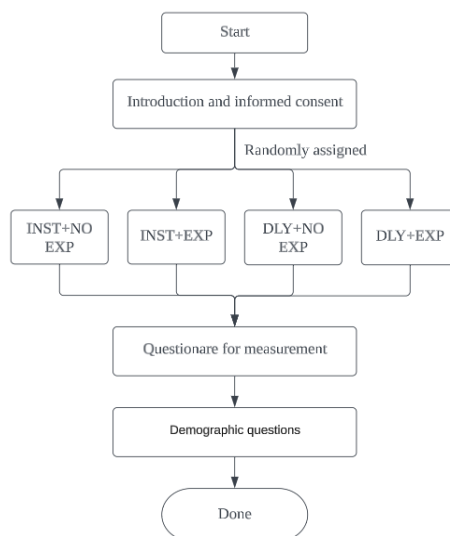 Start
Introduction and informed consent
Randomly assigned
INST+NO
EXP
INST+EXP
DLY+NO
EXP
DLY+EXP
Questionare for measurement
Demographic questions
Done